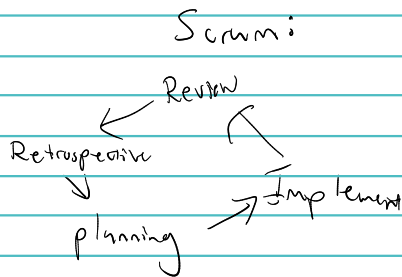 Scrum:
Review
Retrospective
Implement
planning